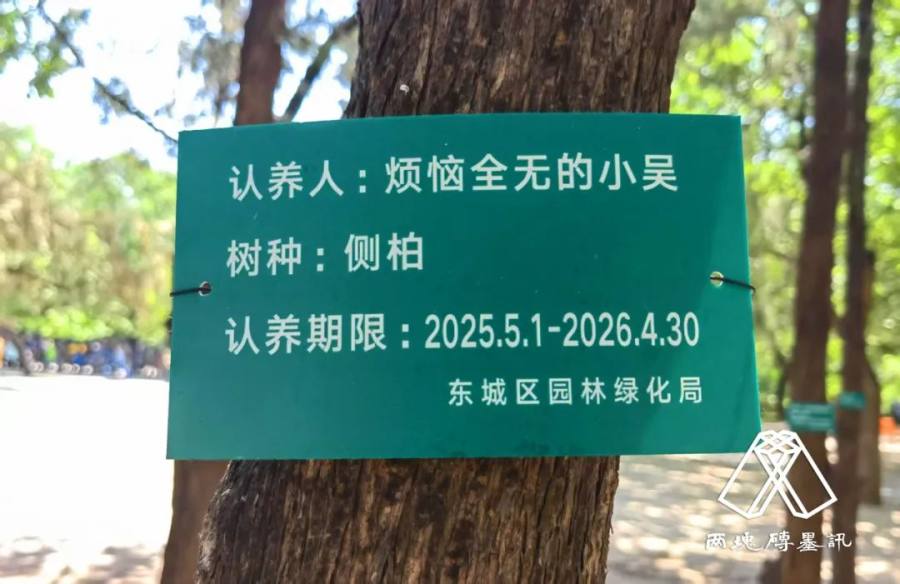 认养人：烦恼全无的小吴
树种：侧柏
认养期限：2025.5.1-2026.4.30
东城区园林绿化局
两塊磚墨訊